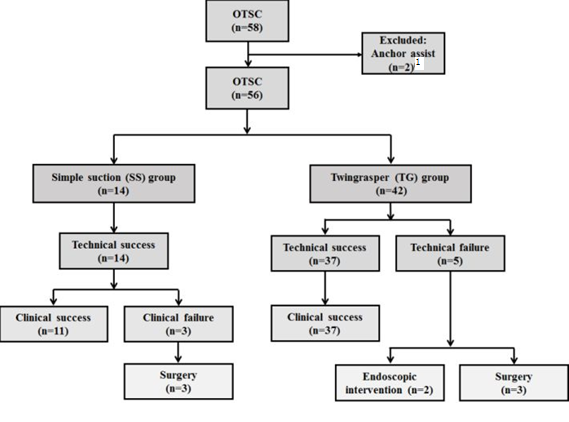 OTSC
(n=58)
Excluded:
Anchor assist
(n=2)1
OTSC
(n=56)
Simple suction (SS) group
(n=14)
Twingrasper (TG) group
(n=42)
Technical success
(n=14)
Technical success
(n=37)
Technical failure
(n=5)
Clinical success
(n=11)
Clinical failure
(n=3)
Clinical success
(n=37)
Surgery
(n=3)
Endoscopic
intervention (n=2)
Surgery
(n=3)